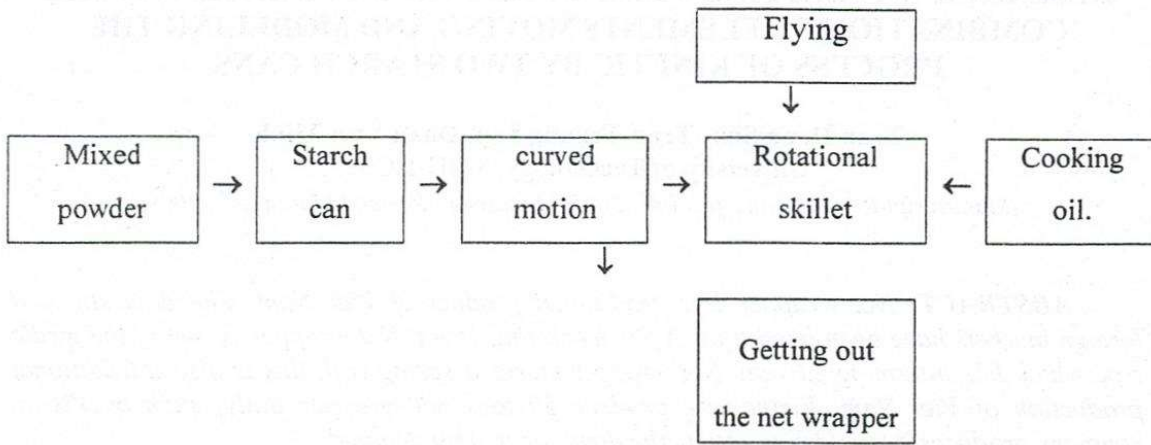 Flying
Mixed
powder
→
Starch
can
→
curved
motion
→
Rotational
skillet
←
Cooking
oil.
Getting out
the net wrapper